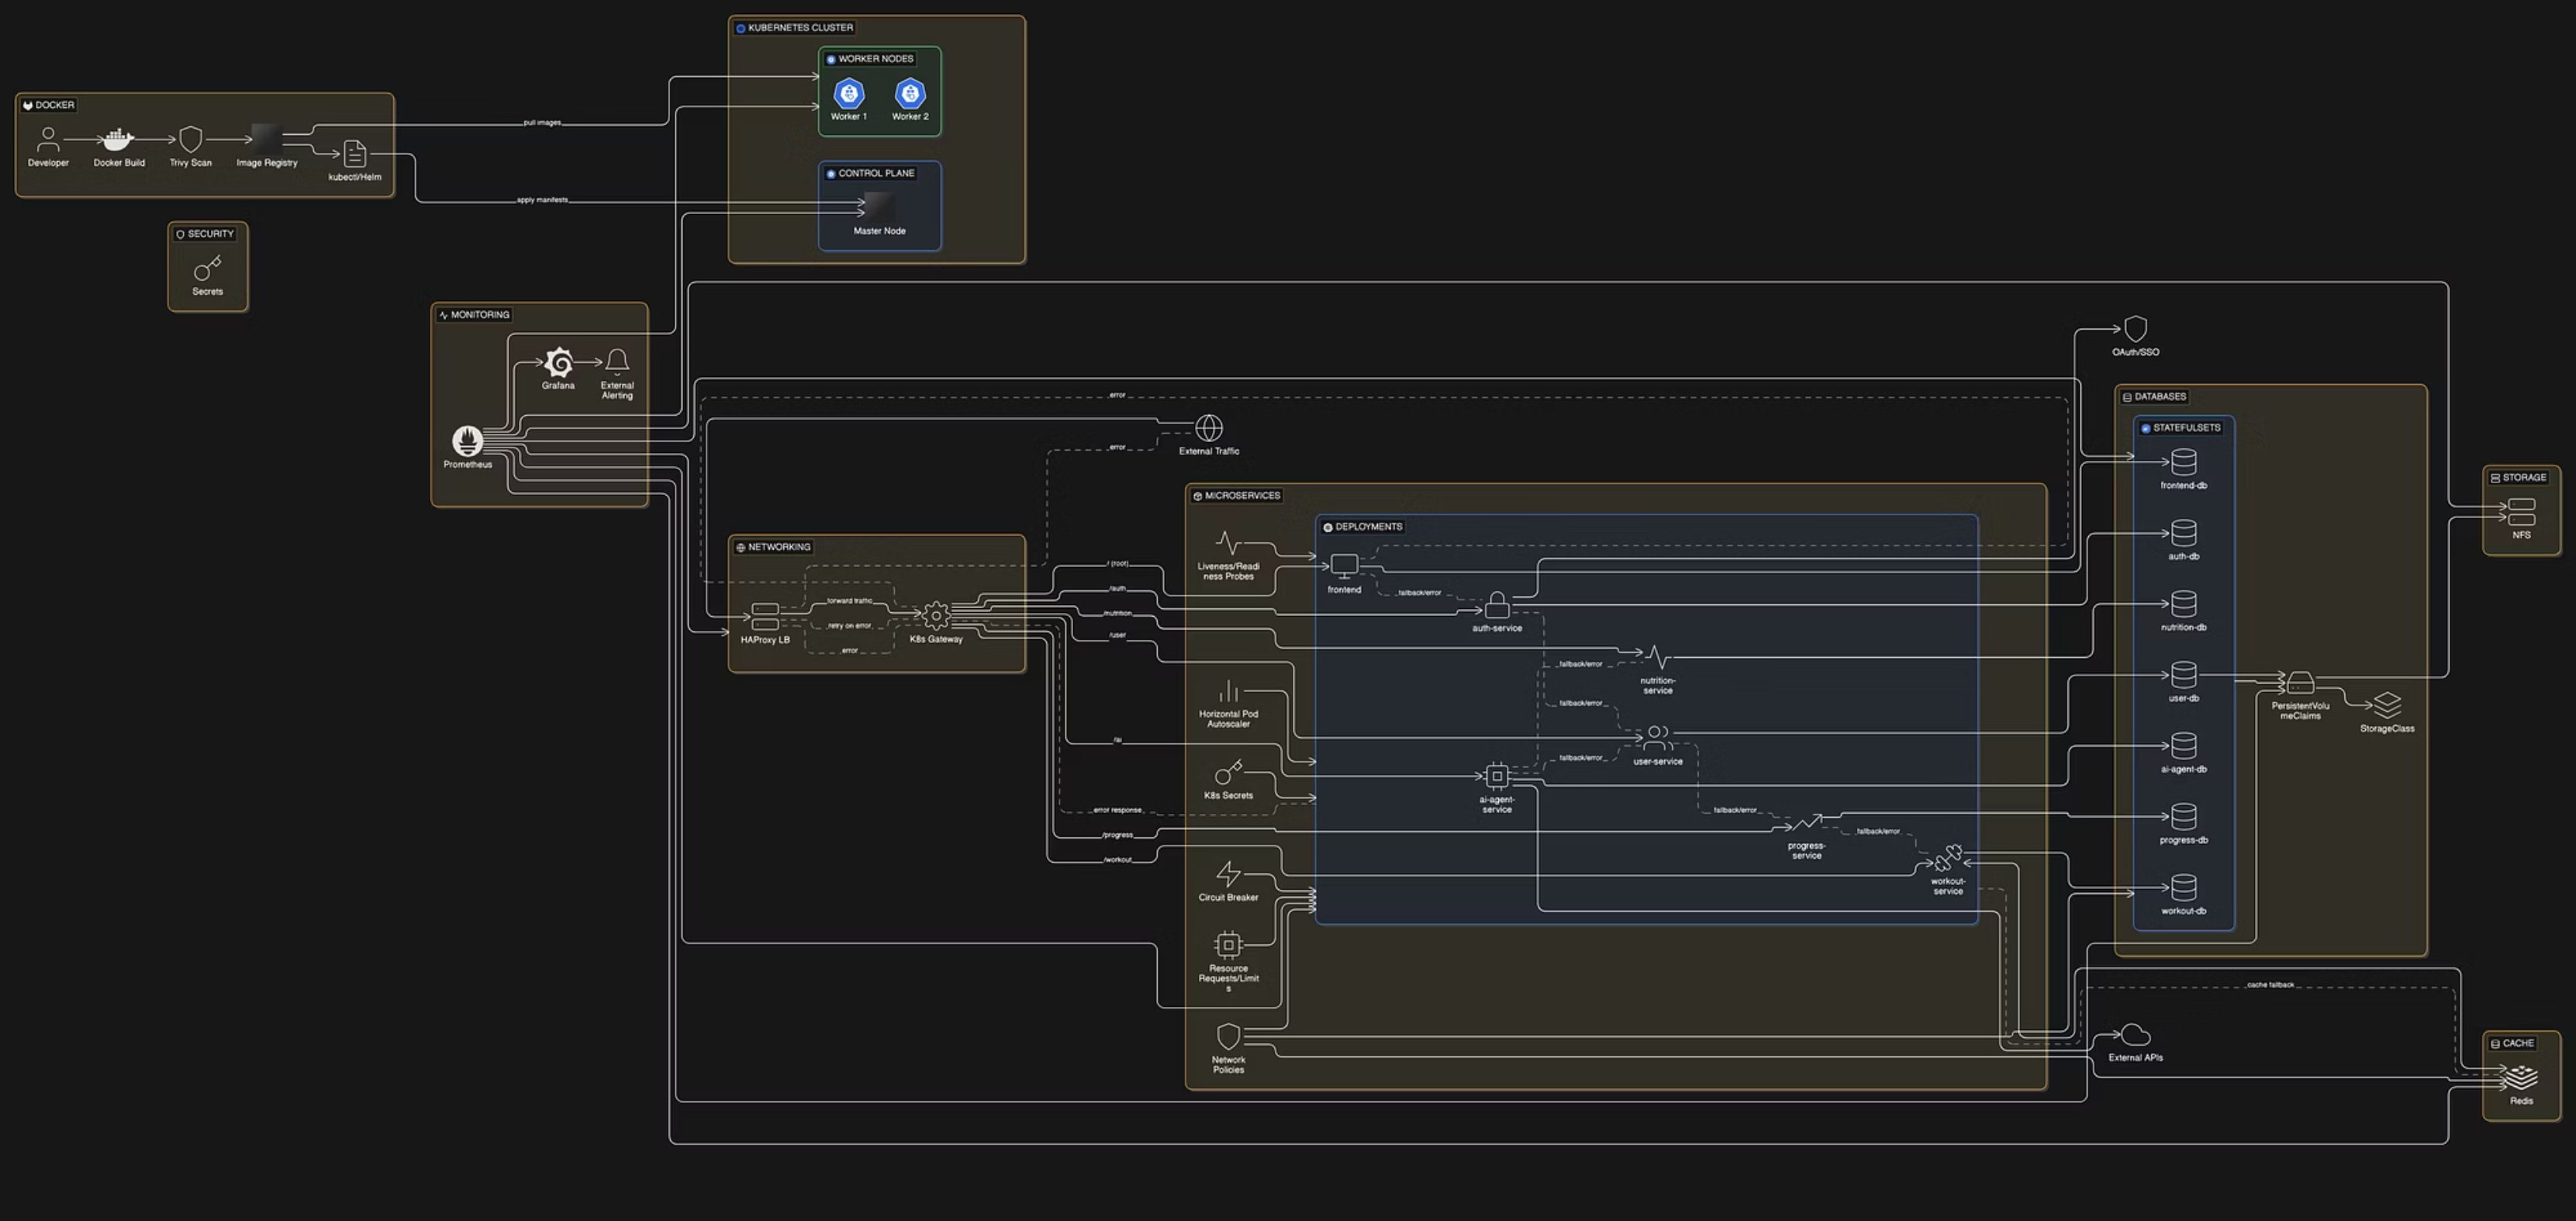 KUBERNETES CLUSTER
WORKER NODES
Worker 1
Worker 2
CONTROL PLANE
Master Node
DOCKER
Developer
Docker Build
Trivy Scan
Image Registry
kubectl/Helm
pull images
apply manifests
SECURITY
Secrets
MONITORING
Grafana
External
Alerting
Prometheus
error
error
External Traffic
OAuth/SSO
NETWORKING
HAProxy LB
forward traffic
retry on error
error
K8s Gateway
/ (root)
/auth
/nutrition
/user
/ai
error response
/progress
/workout
MICROSERVICES
Liveness/Readi
ness Probes
Horizontal Pod
Autoscaler
K8s Secrets
Circuit Breaker
Resource
Requests/Limit
s
Network
Policies
DEPLOYMENTS
frontend
fallback/error
auth-service
fallback/error
nutrition-
service
fallback/error
fallback/error
user-service
ai-agent-
service
fallback/error
progress-
service
fallback/error
workout-
service
DATABASES
STATEFULSETS
frontend-db
auth-db
nutrition-db
user-db
ai-agent-db
progress-db
workout-db
PersistentVolu
meClaims
StorageClass
STORAGE
NFS
cache fallback
External APIs
CACHE
Redis